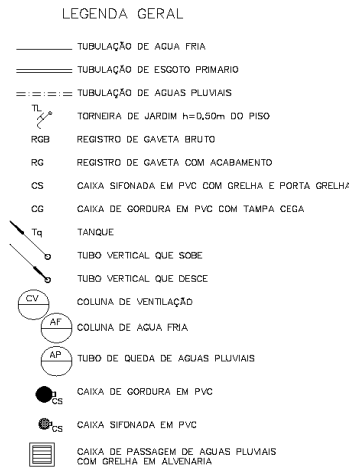 LEGENDA GERAL
TUBULAÇÃO DE AGUA FRIA
TUBULAÇÃO DE ESGOTO PRIMARIO
TUBULAÇÃO DE AGUAS PLUVIAIS
TL TORNEIRA DE JARDIM h=0,50m DO PISO
RGB REGISTRO DE GAVETA BRUTO
RG REGISTRO DE GAVETA COM ACABAMENTO
CS CAIXA SIFONADA EM PVC COM GRELHA E PORTA GRELHA
CG CAIXA DE GORDURA EM PVC COM TAMPA CEGA
Tq TANQUE
TUBO VERTICAL QUE SOBE
TUBO VERTICAL QUE DESCE
CV COLUNA DE VENTILAÇÃO
AF COLUNA DE AGUA FRIA
AP TUBO DE QUEDA DE AGUAS PLUVIAIS
CS CAIXA DE GORDURA EM PVC
CS CAIXA SIFONADA EM PVC
CAIXA DE PASSAGEM DE AGUAS PLUVIAIS
COM GRELHA EM ALVENARIA